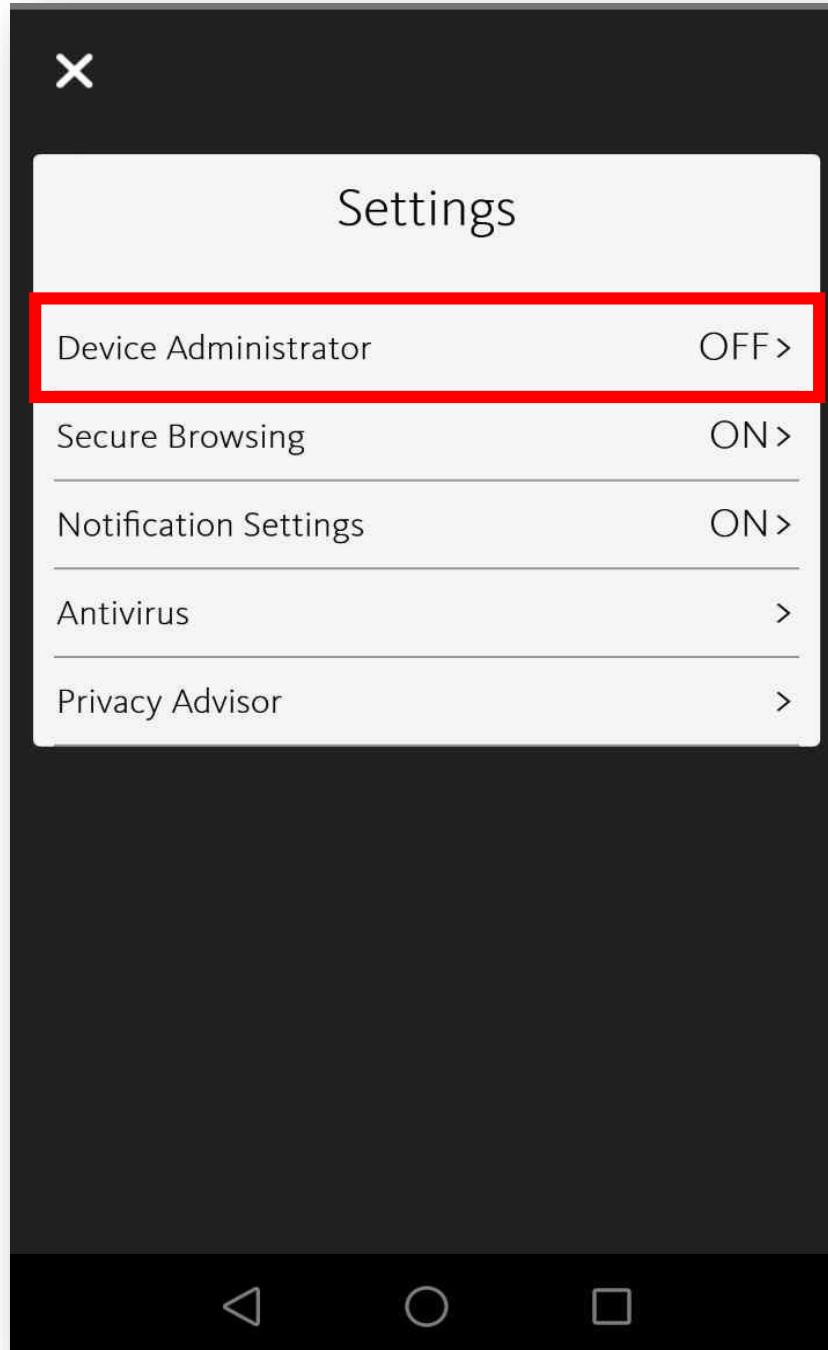 Settings
Device Administrator OFF >
Secure Browsing ON >
Notification Settings ON >
Antivirus >
Privacy Advisor >